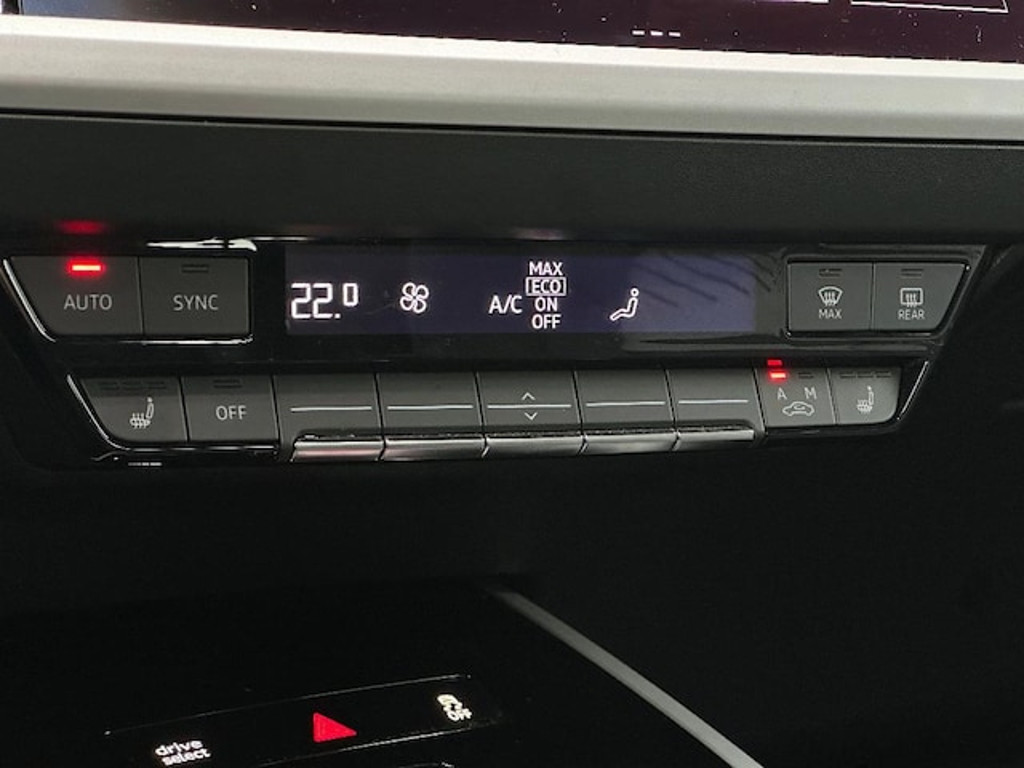 AUTO
SYNC
22.0
A/C
MAX
ECO
ON
OFF
MAX
REAR
OFF
A M
OFF
drive
select